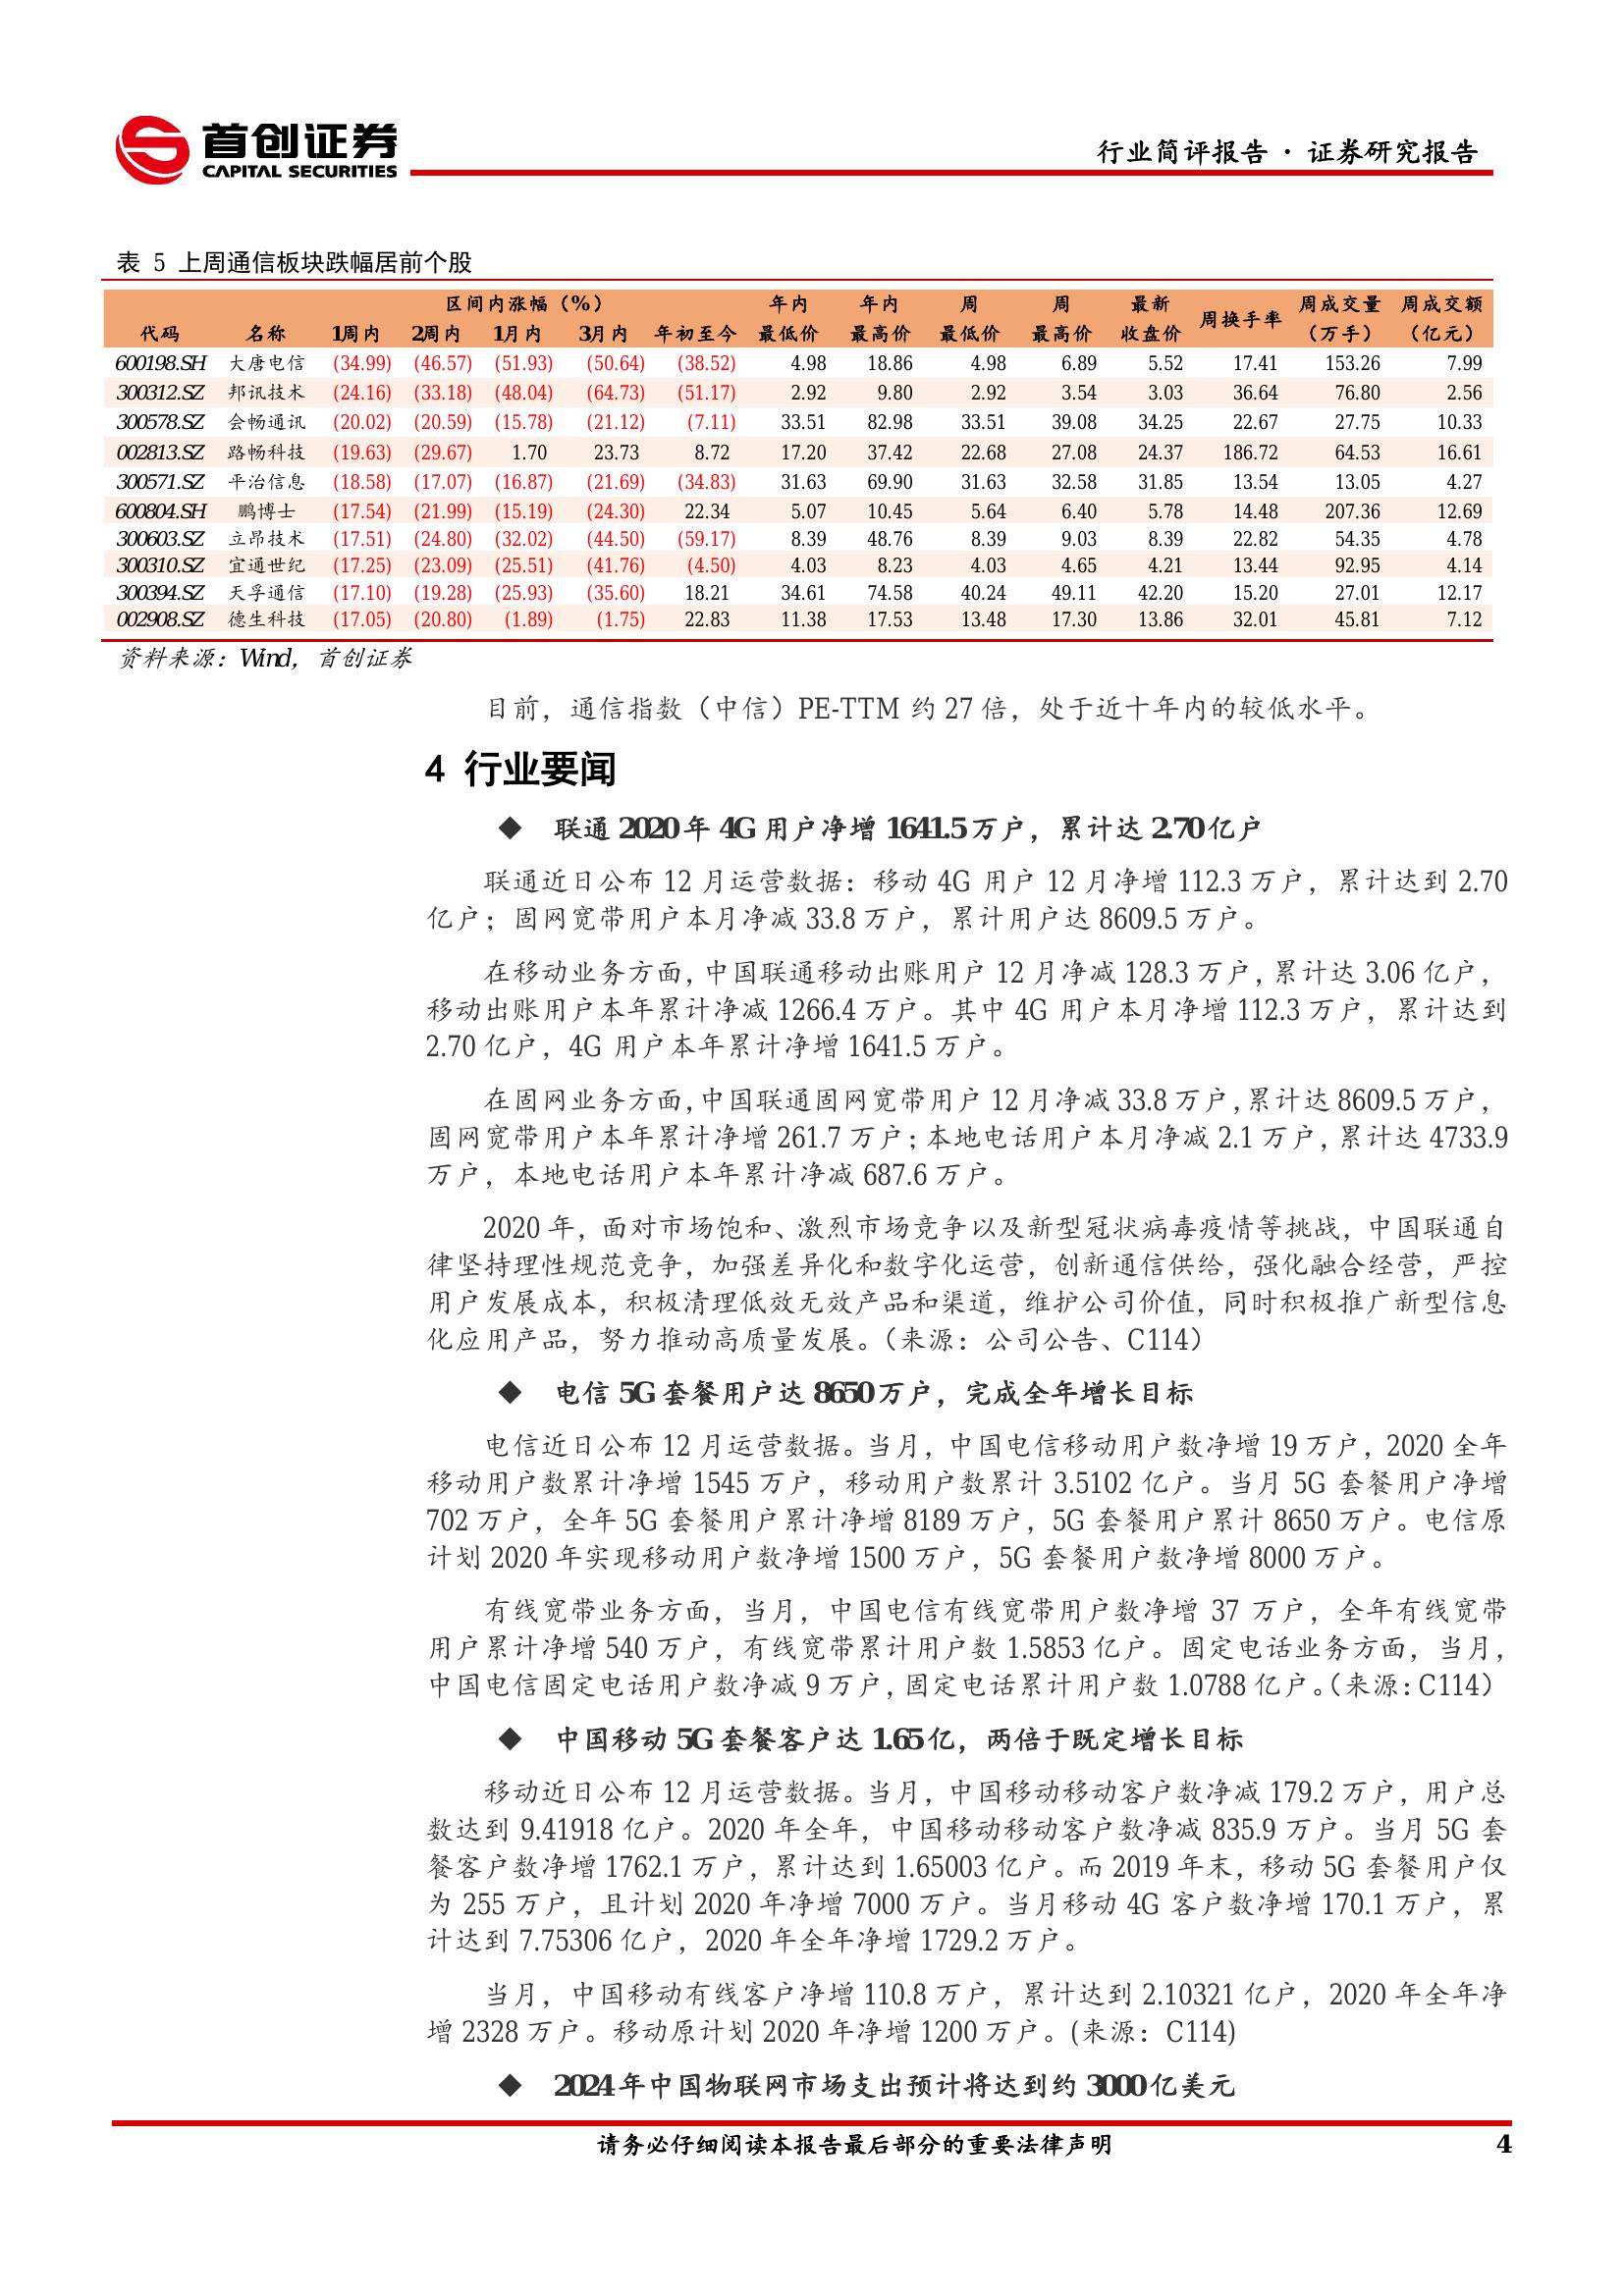 首创证券
CAPITAL SECURITIES
行业简评报告 · 证券研究报告
表 5 上周通信板块跌幅居前个股
区间内涨幅（%） 年内 年内 周 周 最新 周换手率 周成交量 周成交额
代码 名称 1周内 2周内 1月内 3月内 年初至今 最低价 最高价 最低价 最高价 收盘价 （万手） （亿元）
600198.SH 大唐电信 (34.99) (46.57) (51.93) (50.64) (38.52) 4.98 18.86 4.98 6.89 5.52 17.41 153.26 7.99
300312.SZ 邦讯技术 (24.16) (33.18) (48.04) (64.73) (51.17) 2.92 9.80 2.92 3.54 3.03 36.64 76.80 2.56
300578.SZ 会畅通讯 (20.02) (20.59) (15.78) (21.12) (7.11) 33.51 82.98 33.51 39.08 34.25 22.67 27.75 10.33
002813.SZ 路畅科技 (19.63) (29.67) 1.70 23.73 8.72 17.20 37.42 22.68 27.08 24.37 186.72 64.53 16.61
300571.SZ 平治信息 (18.58) (17.07) (16.87) (21.69) (34.83) 31.63 69.90 31.63 32.58 31.85 13.54 13.05 4.27
600804.SH 鹏博士 (17.54) (21.99) (15.19) (24.30) 22.34 5.07 10.45 5.64 6.40 5.78 14.48 207.36 12.69
300603.SZ 立昂技术 (17.51) (24.80) (32.02) (44.50) (59.17) 8.39 48.76 8.39 9.03 8.39 22.82 54.35 4.78
300310.SZ 宜通世纪 (17.25) (23.09) (25.51) (41.76) (4.50) 4.03 8.23 4.03 4.65 4.21 13.44 92.95 4.14
300394.SZ 天孚通信 (17.10) (19.28) (25.93) (35.60) 18.21 34.61 74.58 40.24 49.11 42.20 15.20 27.01 12.17
002908.SZ 德生科技 (17.05) (20.80) (1.89) (1.75) 22.83 11.38 17.53 13.48 17.30 13.86 32.01 45.81 7.12
资料来源：Wind，首创证券
目前，通信指数（中信）PE-TTM 约 27 倍，处于近十年内的较低水平。
4 行业要闻
◆ 联通 2020 年 4G 用户净增 1641.5 万户，累计达 2.70 亿户
联通近日公布 12 月运营数据：移动 4G 用户 12 月净增 112.3 万户，累计达到 2.70
亿户；固网宽带用户本月净减 33.8 万户，累计用户达 8609.5 万户。
在移动业务方面，中国联通移动出账用户 12 月净减 128.3 万户，累计达 3.06 亿户，
移动出账用户本年累计净减 1266.4 万户。其中 4G 用户本月净增 112.3 万户，累计达到
2.70 亿户，4G 用户本年累计净增 1641.5 万户。
在固网业务方面，中国联通固网宽带用户 12 月净减 33.8 万户，累计达 8609.5 万户，
固网宽带用户本年累计净增 261.7 万户；本地电话用户本月净减 2.1 万户，累计达 4733.9
万户，本地电话用户本年累计净减 687.6 万户。
2020 年，面对市场饱和、激烈市场竞争以及新型冠状病毒疫情等挑战，中国联通自
律坚持理性规范竞争，加强差异化和数字化运营，创新通信供给，强化融合经营，严控
用户发展成本，积极清理低效无效产品和渠道，维护公司价值，同时积极推广新型信息
化应用产品，努力推动高质量发展。（来源：公司公告、C114）
◆ 电信 5G 套餐用户达 8650 万户，完成全年增长目标
电信近日公布 12 月运营数据。当月，中国电信移动用户数净增 19 万户，2020 全年
移动用户数累计净增 1545 万户，移动用户数累计 3.5102 亿户。当月 5G 套餐用户净增
702 万户，全年 5G 套餐用户累计净增 8189 万户，5G 套餐用户累计 8650 万户。电信原
计划 2020 年实现移动用户数净增 1500 万户，5G 套餐用户数净增 8000 万户。
有线宽带业务方面，当月，中国电信有线宽带用户数净增 37 万户，全年有线宽带
用户累计净增 540 万户，有线宽带累计用户数 1.5853 亿户。固定电话业务方面，当月，
中国电信固定电话用户数净减 9 万户，固定电话累计用户数 1.0788 亿户。（来源：C114）
◆ 中国移动 5G 套餐客户达 1.65 亿，两倍于既定增长目标
移动近日公布 12 月运营数据。当月，中国移动移动客户数净减 179.2 万户，用户总
数达到 9.41918 亿户。2020 年全年，中国移动移动客户数净减 835.9 万户。当月 5G 套
餐客户数净增 1762.1 万户，累计达到 1.65003 亿户。而 2019 年末，移动 5G 套餐用户仅
为 255 万户，且计划 2020 年净增 7000 万户。当月移动 4G 客户数净增 170.1 万户，累
计达到 7.75306 亿户，2020 年全年净增 1729.2 万户。
当月，中国移动有线客户净增 110.8 万户，累计达到 2.10321 亿户，2020 年全年净
增 2328 万户。移动原计划 2020 年净增 1200 万户。(来源：C114)
◆ 2024 年中国物联网市场支出预计将达到约 3000 亿美元
请务必仔细阅读本报告最后部分的重要法律声明 4